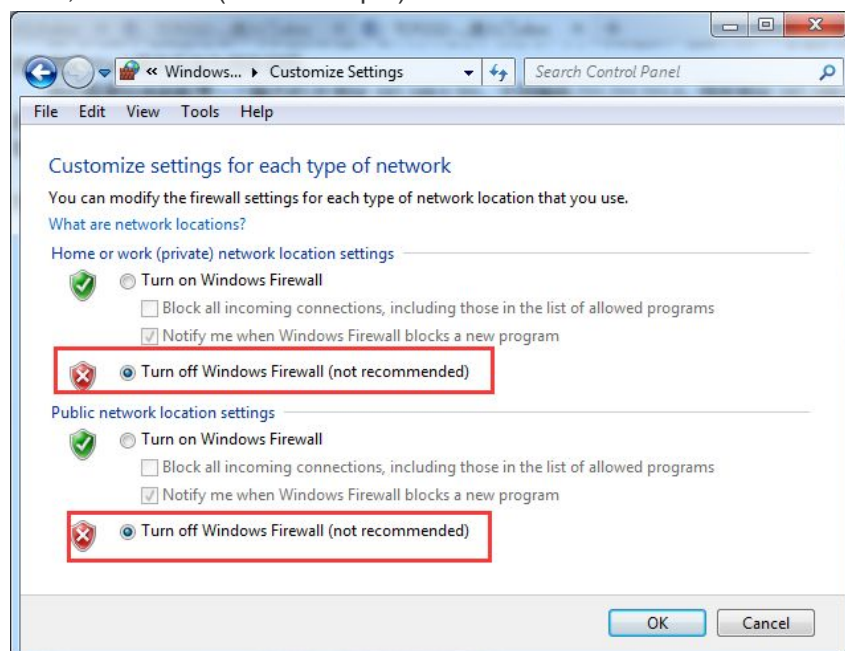 « Windows... ▸ Customize Settings
Search Control Panel
File Edit View Tools Help
Customize settings for each type of network
You can modify the firewall settings for each type of network location that you use.
What are network locations?
Home or work (private) network location settings
Turn on Windows Firewall
Block all incoming connections, including those in the list of allowed programs
Notify me when Windows Firewall blocks a new program
Turn off Windows Firewall (not recommended)
Public network location settings
Turn on Windows Firewall
Block all incoming connections, including those in the list of allowed programs
Notify me when Windows Firewall blocks a new program
Turn off Windows Firewall (not recommended)
OK Cancel